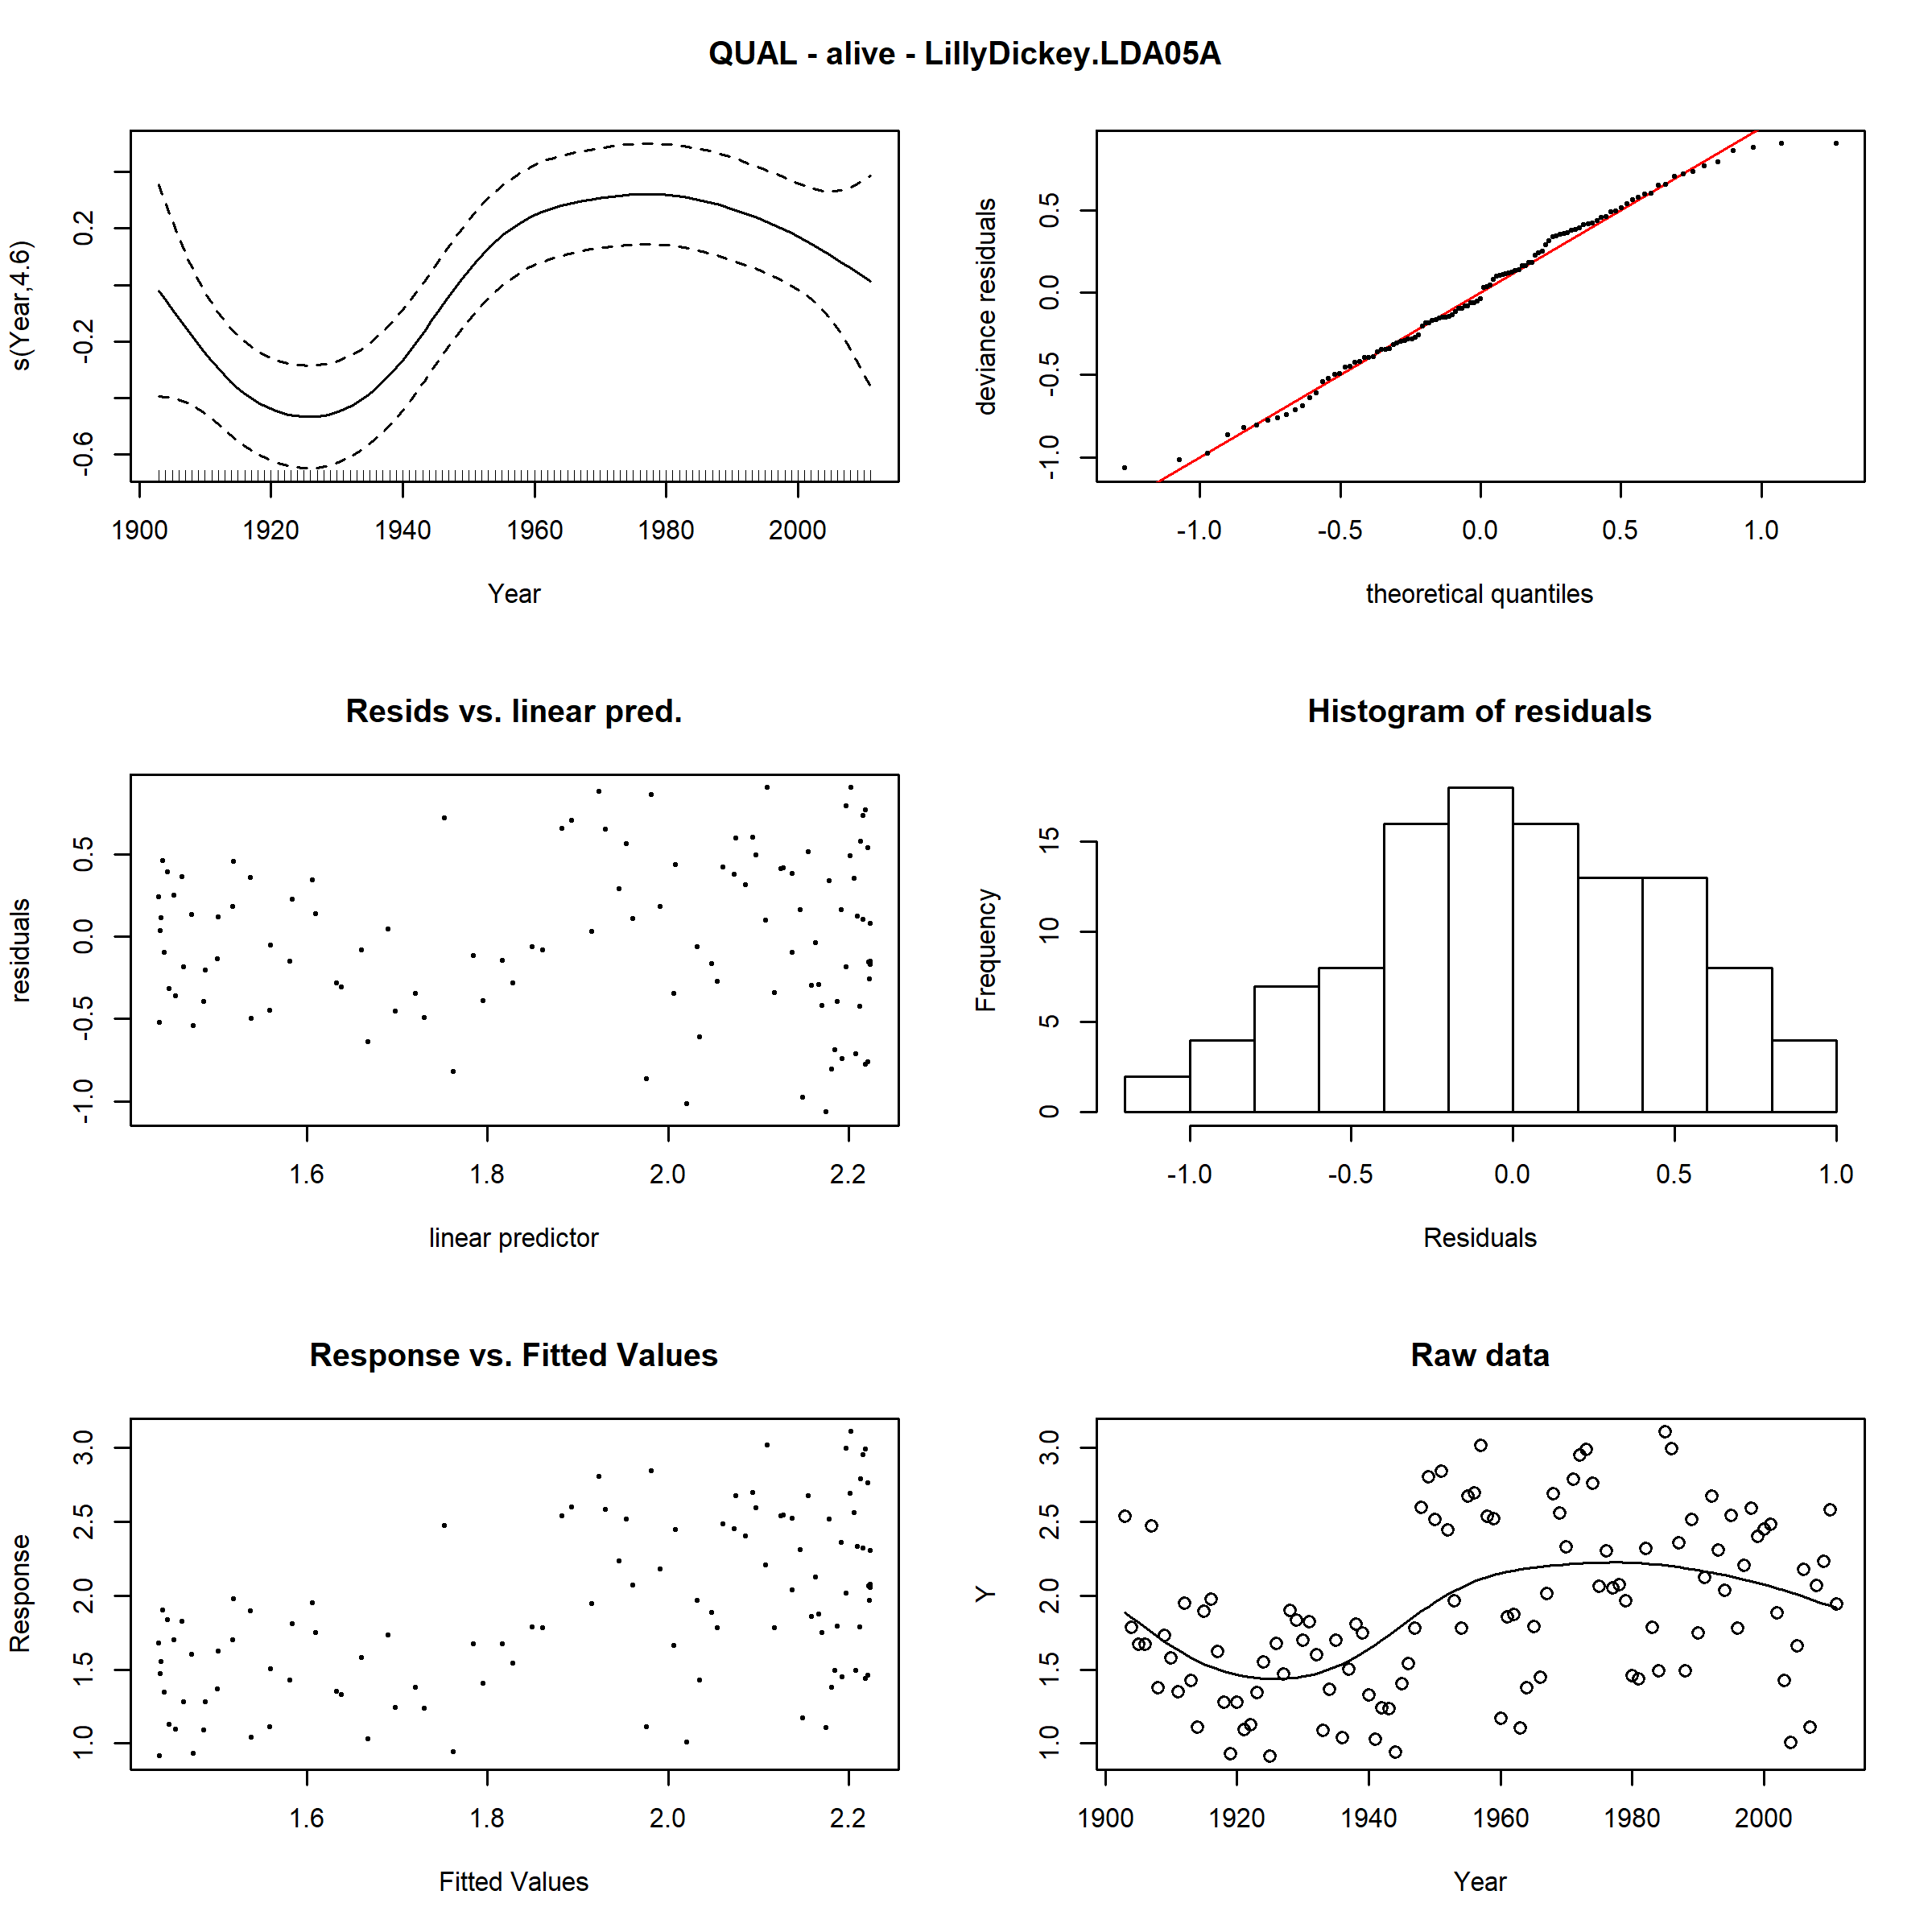 QUAL - alive - LillyDickey.LDA05A
s(Year,4.6)
0.2
-0.2
-0.6
1900 1920 1940 1960 1980 2000
Year
deviance residuals
0.5
0.0
-0.5
-1.0
-1.0 -0.5 0.0 0.5 1.0
theoretical quantiles
Resids vs. linear pred.
residuals
0.5
0.0
-0.5
-1.0
1.6 1.8 2.0 2.2
linear predictor
Histogram of residuals
Frequency
15
10
5
0
-1.0 -0.5 0.0 0.5 1.0
Residuals
Response vs. Fitted Values
Response
3.0
2.5
2.0
1.5
1.0
1.6 1.8 2.0 2.2
Fitted Values
Raw data
Y
3.0
2.5
2.0
1.5
1.0
1900 1920 1940 1960 1980 2000
Year